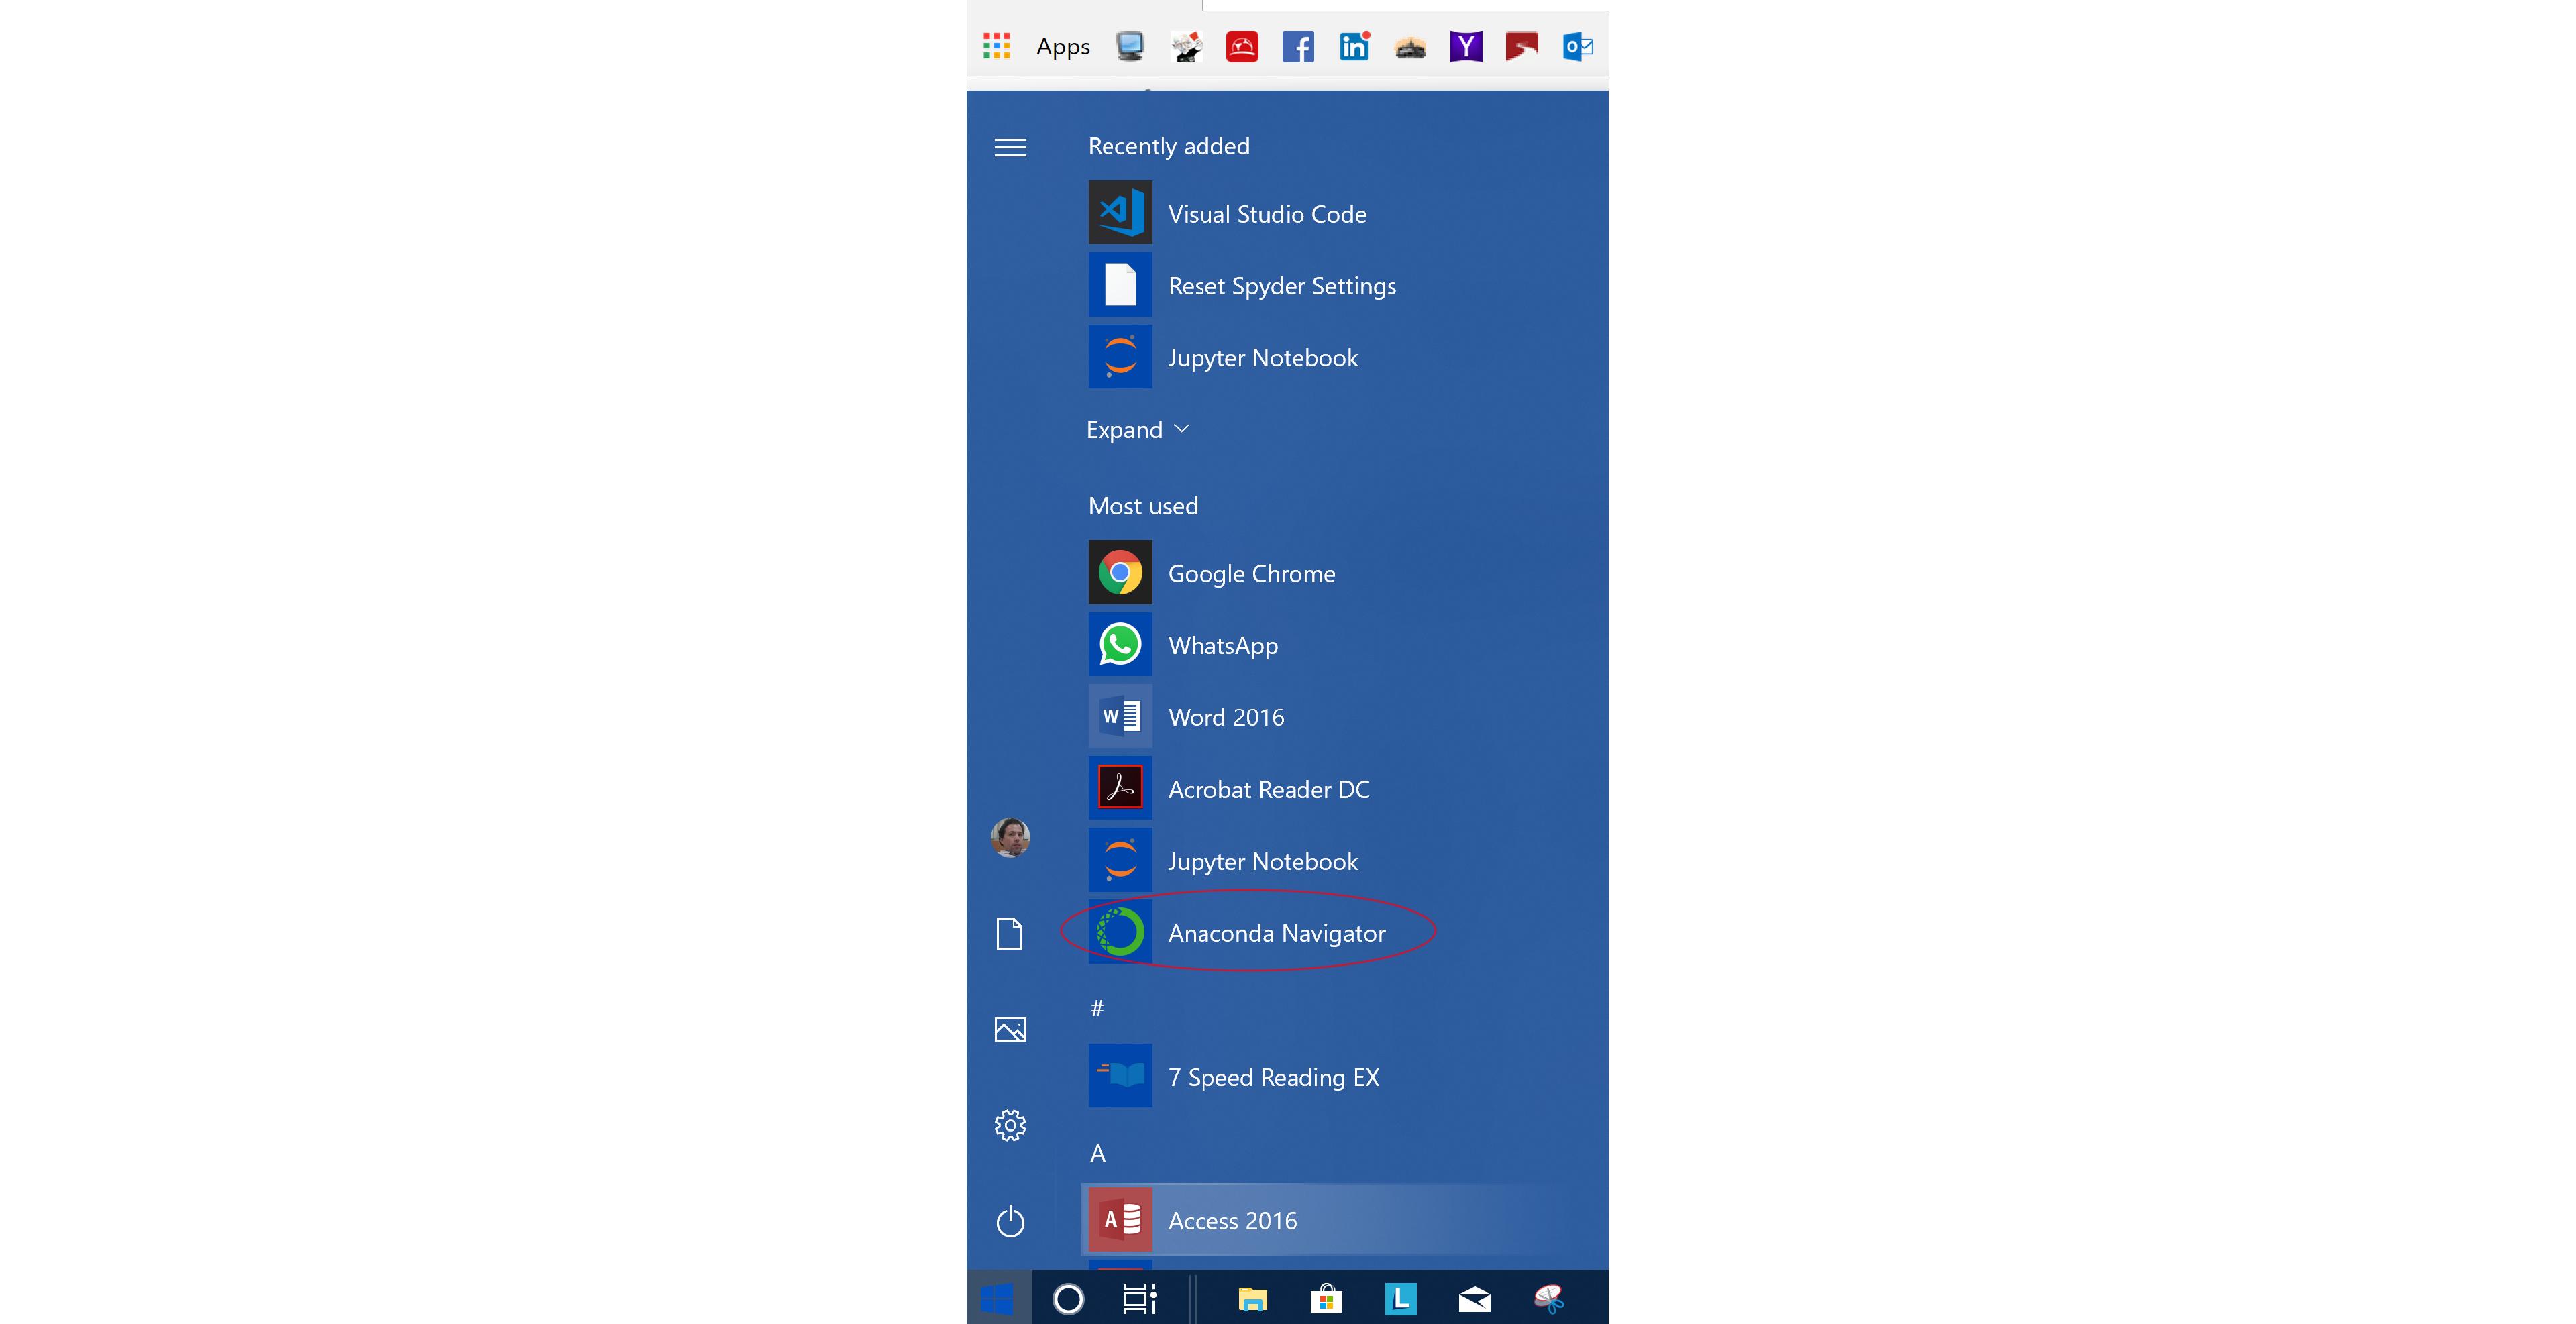 Apps
Recently added
Visual Studio Code
Reset Spyder Settings
Jupyter Notebook
Expand
Most used
Google Chrome
WhatsApp
Word 2016
Acrobat Reader DC
Jupyter Notebook
Anaconda Navigator
#
7 Speed Reading EX
A
Access 2016